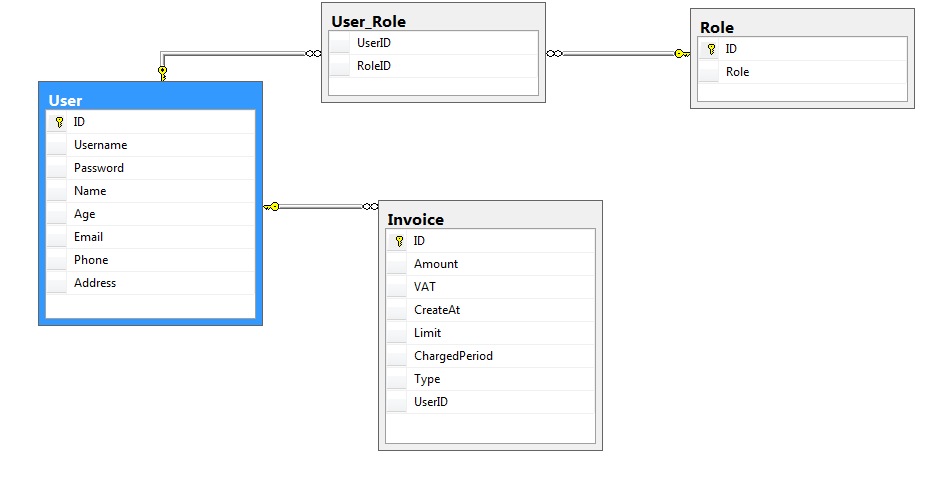 User_Role
UserID
RoleID
Role
ID
Role
User
ID
Username
Password
Name
Age
Email
Phone
Address
Invoice
ID
Amount
VAT
CreateAt
Limit
ChargedPeriod
Type
UserID